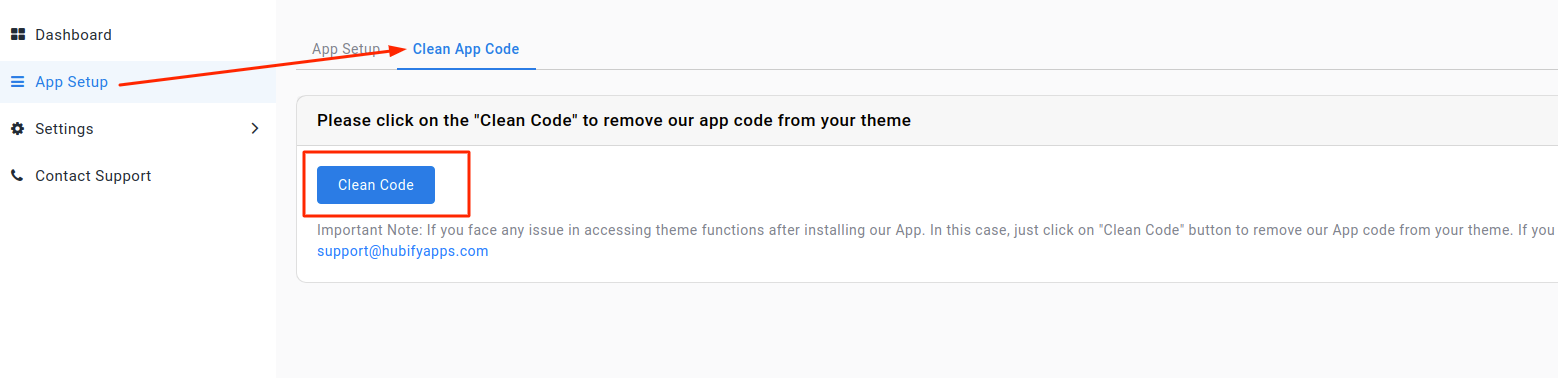 Dashboard
App Setup
Settings
Contact Support
App Setup
Clean App Code
Please click on the "Clean Code" to remove our app code from your theme
Clean Code
Important Note: If you face any issue in accessing theme functions after installing our App. In this case, just click on "Clean Code" button to remove our App code from your theme. If you
support@hubifyapps.com